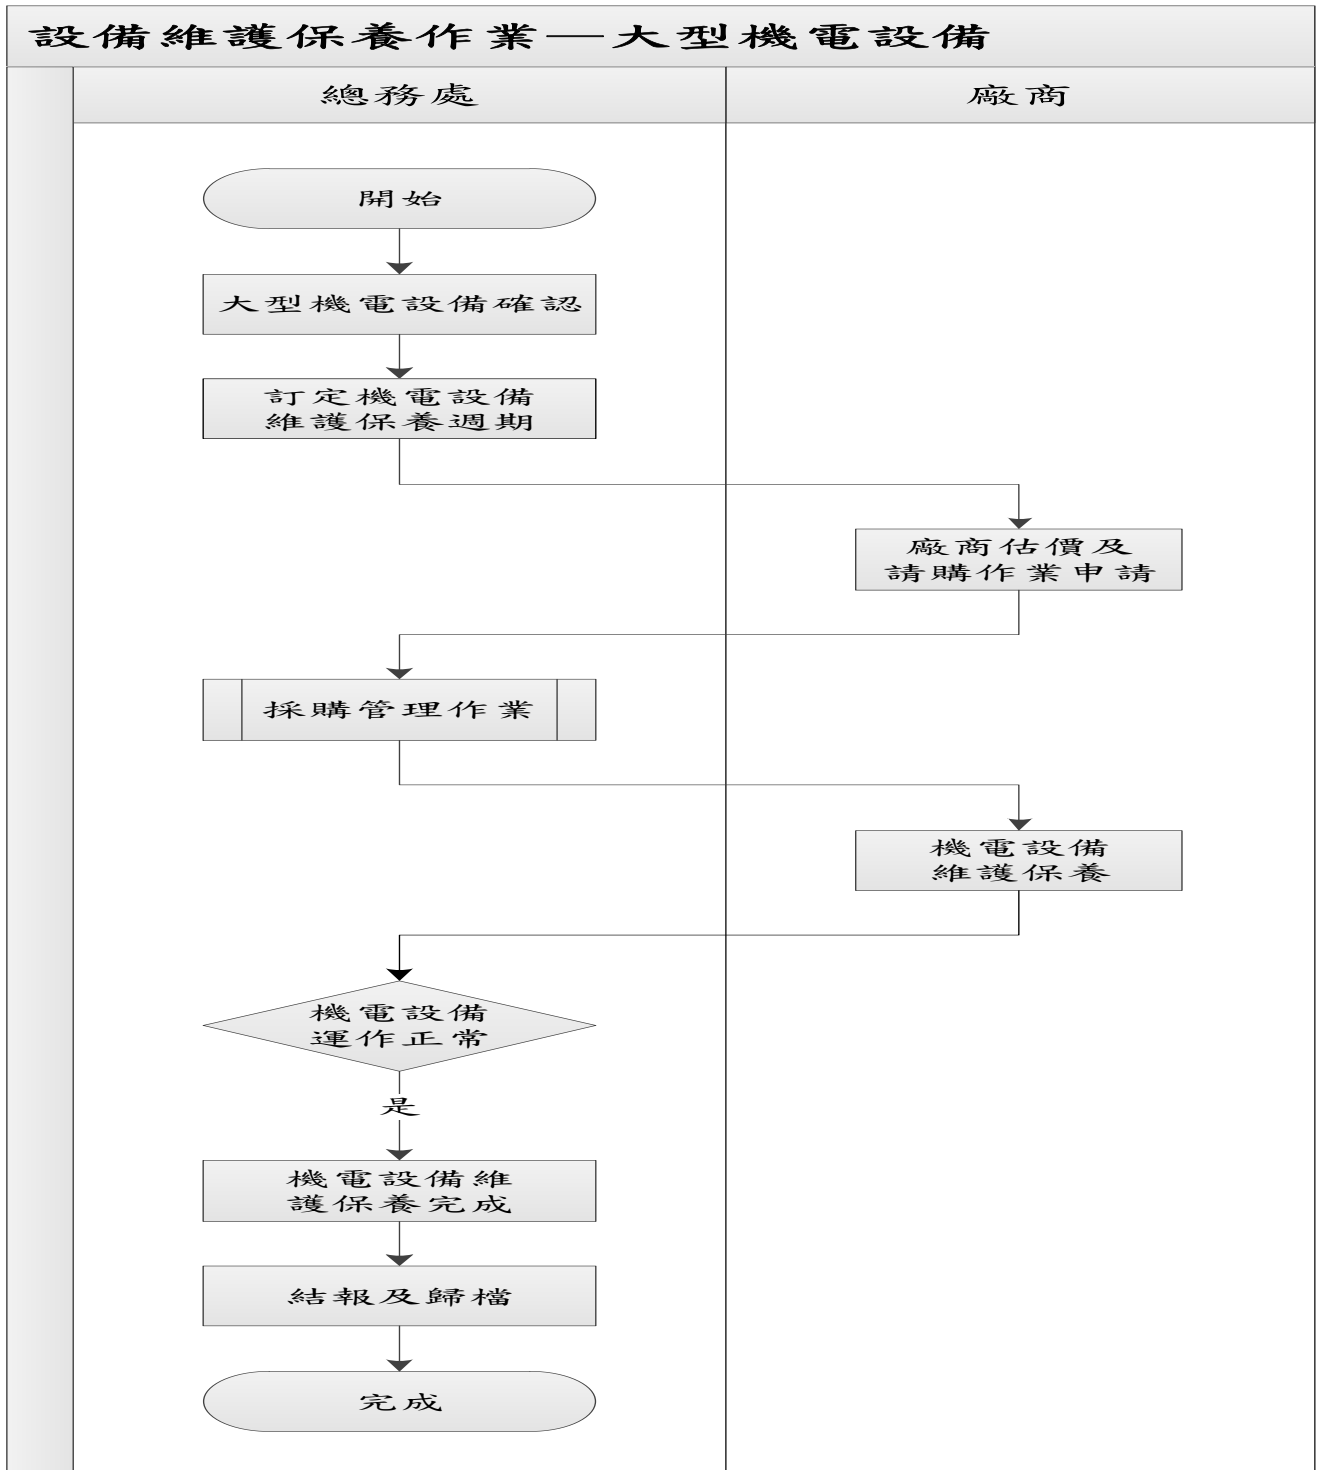 設備維護保養作業—大型機電設備
總務處
廠商
開始
大型機電設備確認
訂定機電設備
維護保養週期
廠商估價及
請購作業申請
採購管理作業
機電設備
維護保養
機電設備
運作正常
是
機電設備維
護保養完成
結報及歸檔
完成